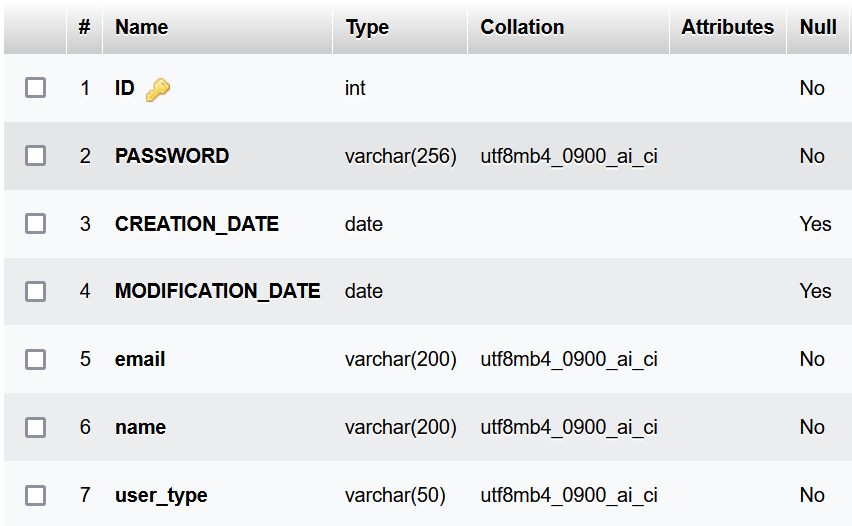 # Name Type Collation Attributes Null
1 ID int No
2 PASSWORD varchar(256) utf8mb4_0900_ai_ci No
3 CREATION_DATE date Yes
4 MODIFICATION_DATE date Yes
5 email varchar(200) utf8mb4_0900_ai_ci No
6 name varchar(200) utf8mb4_0900_ai_ci No
7 user_type varchar(50) utf8mb4_0900_ai_ci No